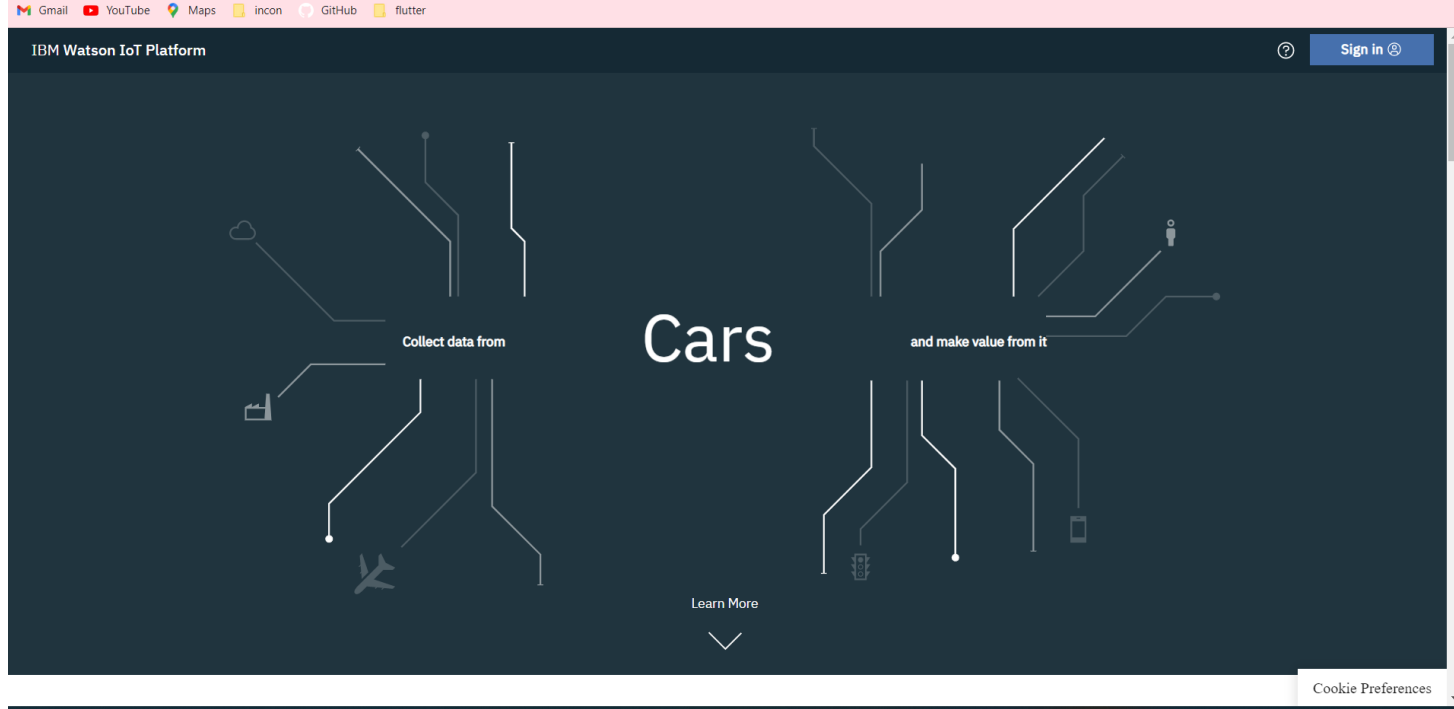 Gmail YouTube Maps incon GitHub flutter
IBM Watson IoT Platform
Sign in
Collect data from Cars and make value from it
Learn More
Cookie Preferences